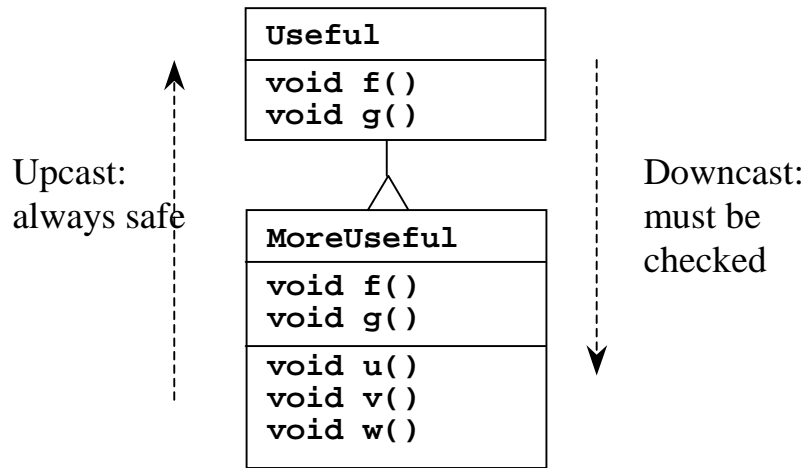 Useful
void f()
void g()
Upcast:
always safe
Downcast:
must be
checked
MoreUseful
void f()
void g()
void u()
void v()
void w()